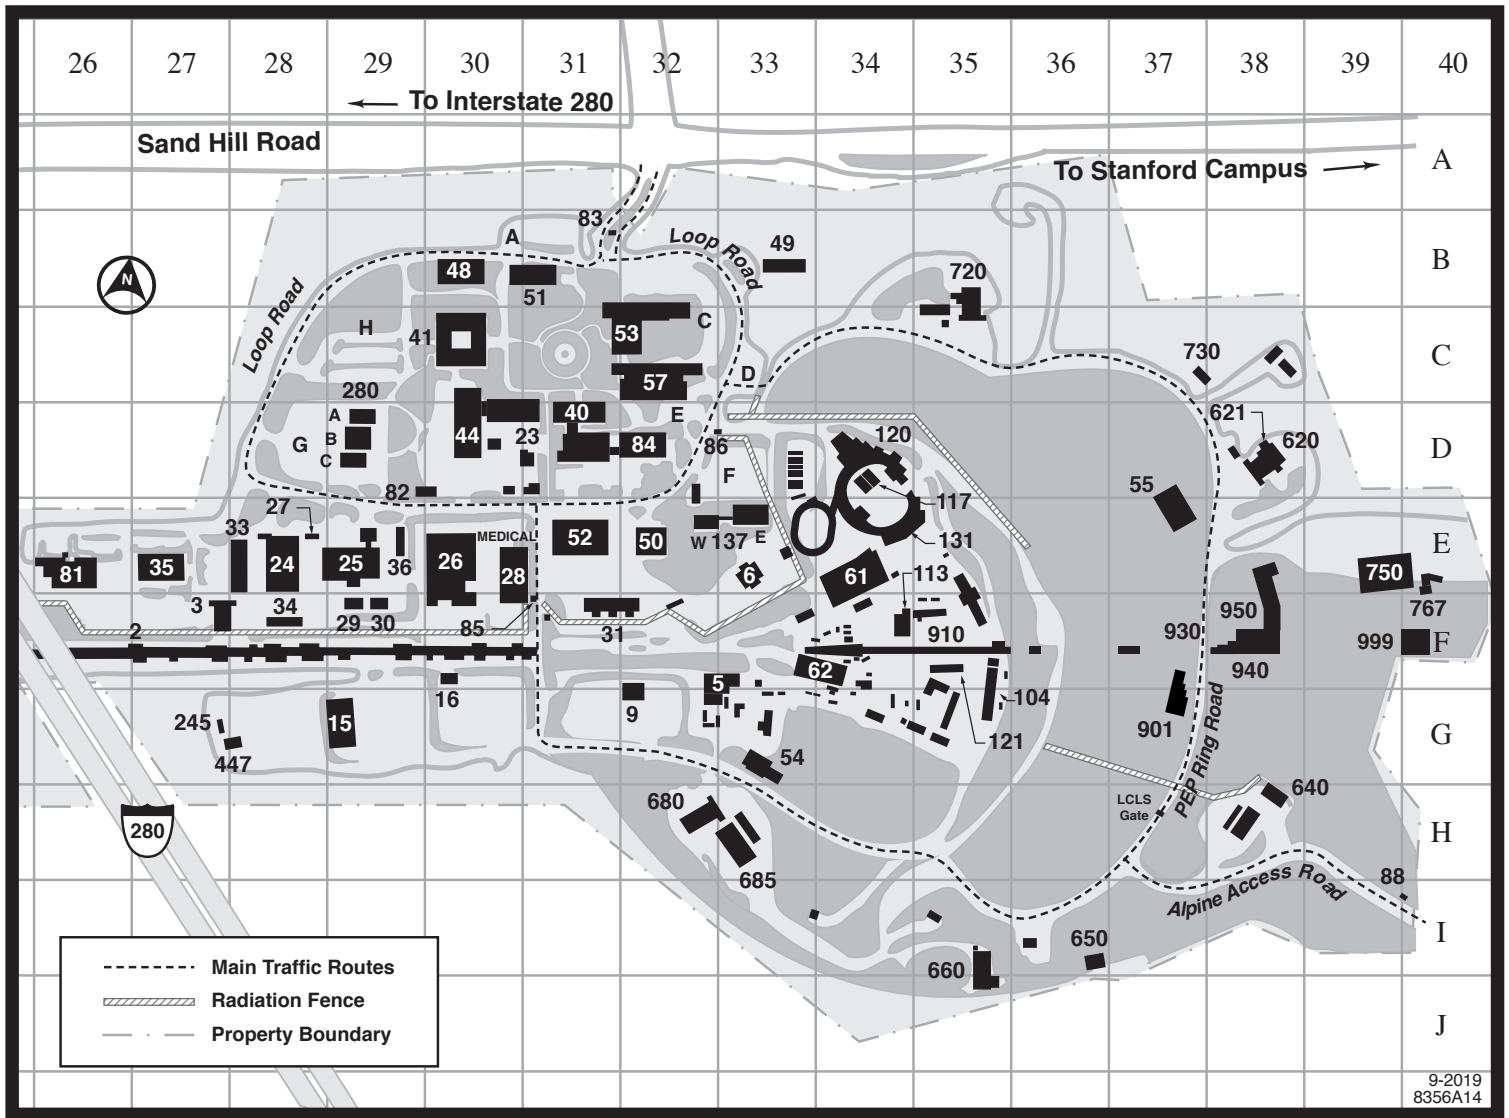 26 27 28 29 30 31 32 33 34 35 36 37 38 39 40
To Interstate 280
Sand Hill Road
A
To Stanford Campus
83
A
Loop Road
49
B
N
48
51
720
Loop Road
H
41
53
C
730
C
57
D
280
A
40
E
621
44
23
84
86
120
620
D
G
B
C
F
82
55
117
27
33
MEDICAL
52
50
W 137 E
131
E
81
35
24
25
36
26
28
6
61
113
750
3
34
29 30
85
31
910
950
767
2
930
999
F
62
940
16
5
9
104
245
15
901
121
G
447
54
PEP Ring Road
680
LCLS
Gate
640
280
H
685
88
Alpine Access Road
650
I
660
Main Traffic Routes
Radiation Fence
Property Boundary
J
9-2019
8356A14